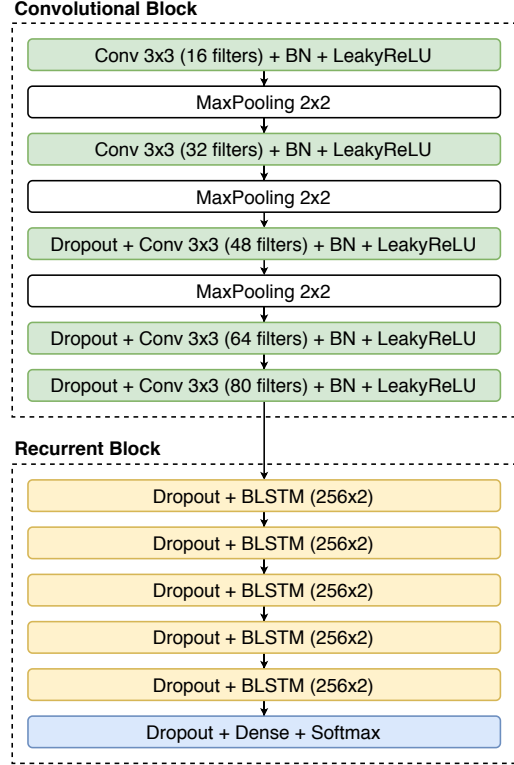 Convolutional Block
Conv 3x3 (16 filters) + BN + LeakyReLU
MaxPooling 2x2
Conv 3x3 (32 filters) + BN + LeakyReLU
MaxPooling 2x2
Dropout + Conv 3x3 (48 filters) + BN + LeakyReLU
MaxPooling 2x2
Dropout + Conv 3x3 (64 filters) + BN + LeakyReLU
Dropout + Conv 3x3 (80 filters) + BN + LeakyReLU
Recurrent Block
Dropout + BLSTM (256x2)
Dropout + BLSTM (256x2)
Dropout + BLSTM (256x2)
Dropout + BLSTM (256x2)
Dropout + BLSTM (256x2)
Dropout + Dense + Softmax